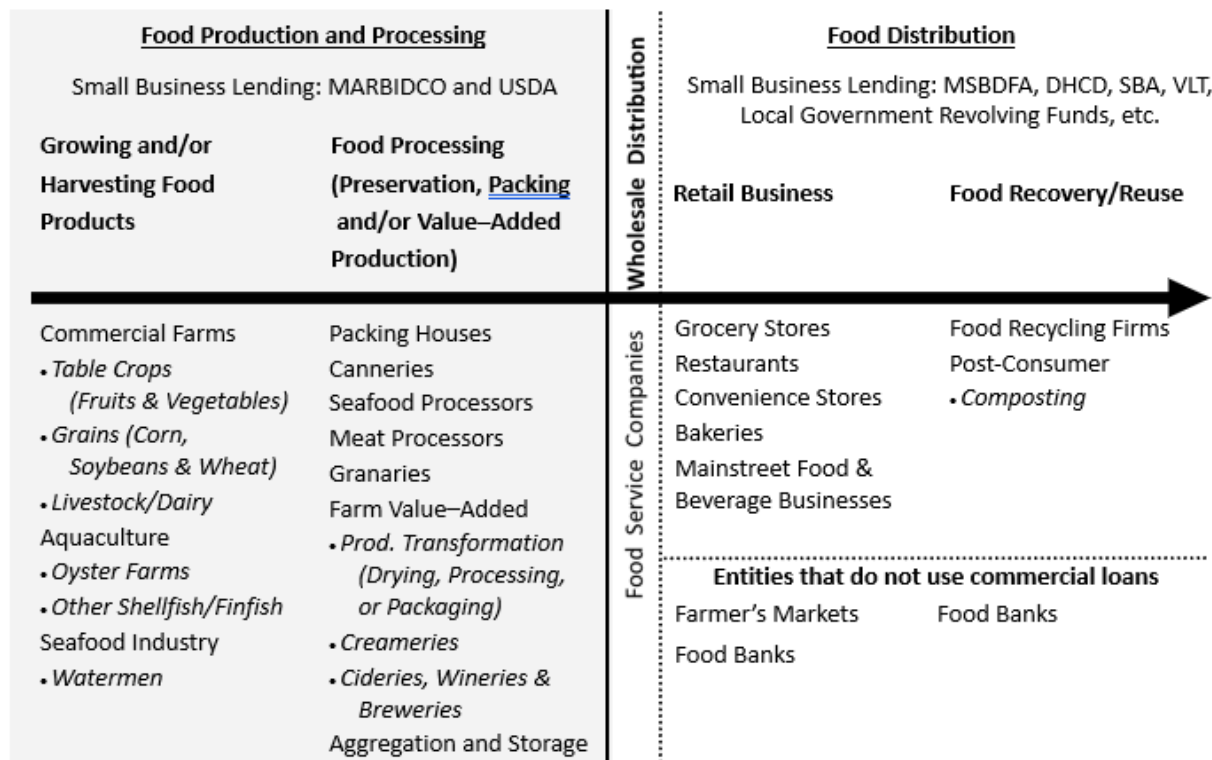 Food Production and Processing
Small Business Lending: MARBIDCO and USDA
Growing and/or
Harvesting Food
Products
Food Processing
(Preservation, Packing
and/or Value–Added
Production)
Commercial Farms
• Table Crops
(Fruits & Vegetables)
• Grains (Corn,
Soybeans & Wheat)
• Livestock/Dairy
Aquaculture
• Oyster Farms
• Other Shellfish/Finfish
Seafood Industry
• Watermen
Packing Houses
Canneries
Seafood Processors
Meat Processors
Granaries
Farm Value–Added
• Prod. Transformation
(Drying, Processing,
or Packaging)
• Creameries
• Cideries, Wineries &
Breweries
Aggregation and Storage
Wholesale Distribution
Food Service Companies
Food Distribution
Small Business Lending: MSBDFA, DHCD, SBA, VLT,
Local Government Revolving Funds, etc.
Retail Business
Food Recovery/Reuse
Grocery Stores
Restaurants
Convenience Stores
Bakeries
Mainstreet Food &
Beverage Businesses
Food Recycling Firms
Post-Consumer
• Composting
Entities that do not use commercial loans
Farmer’s Markets
Food Banks
Food Banks